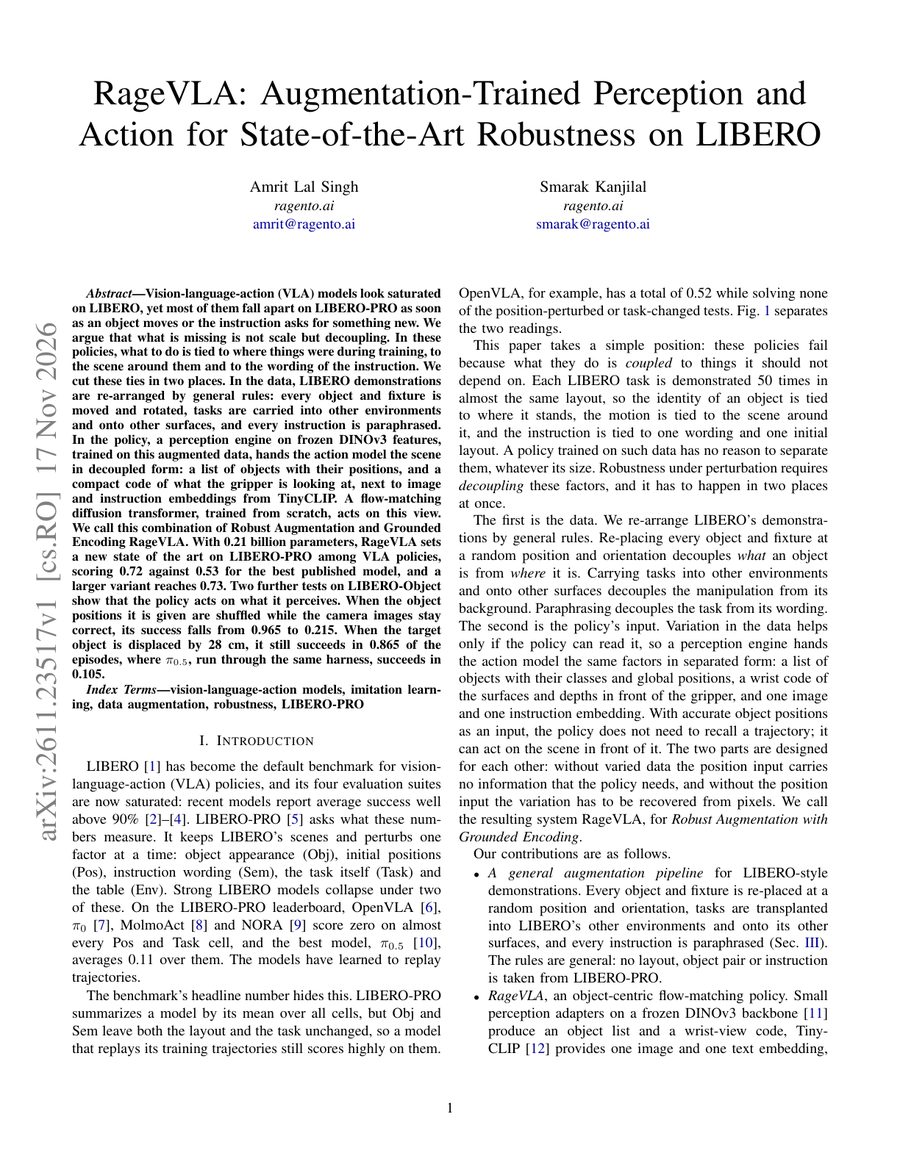 RageVLA: Augmentation-Trained Perception and
Action for State-of-the-Art Robustness on LIBERO
Amrit Lal Singh
ragento.ai
amrit@ragento.ai
Smarak Kanjilal
ragento.ai
smarak@ragento.ai
arXiv:2611.23517v1 [cs.RO] 17 Nov 2026
Abstract—Vision-language-action (VLA) models look saturated
on LIBERO, yet most of them fall apart on LIBERO-PRO as soon
as an object moves or the instruction asks for something new. We
argue that what is missing is not scale but decoupling. In these
policies, what to do is tied to where things were during training, to
the scene around them and to the wording of the instruction. We
cut these ties in two places. In the data, LIBERO demonstrations
are re-arranged by general rules: every object and fixture is
moved and rotated, tasks are carried into other environments
and onto other surfaces, and every instruction is paraphrased.
In the policy, a perception engine on frozen DINOv3 features,
trained on this augmented data, hands the action model the scene
in decoupled form: a list of objects with their positions, and a
compact code of what the gripper is looking at, next to image
and instruction embeddings from TinyCLIP. A flow-matching
diffusion transformer, trained from scratch, acts on this view.
We call this combination of Robust Augmentation and Grounded
Encoding RageVLA. With 0.21 billion parameters, RageVLA sets
a new state of the art on LIBERO-PRO among VLA policies,
scoring 0.72 against 0.53 for the best published model, and a
larger variant reaches 0.73. Two further tests on LIBERO-Object
show that the policy acts on what it perceives. When the object
positions it is given are shuffled while the camera images stay
correct, its success falls from 0.965 to 0.215. When the target
object is displaced by 28 cm, it still succeeds in 0.865 of the
episodes, where π0.5, run through the same harness, succeeds in
0.105.
Index Terms—vision-language-action models, imitation learn-
ing, data augmentation, robustness, LIBERO-PRO
I. INTRODUCTION
LIBERO [1] has become the default benchmark for vision-
language-action (VLA) policies, and its four evaluation suites
are now saturated: recent models report average success well
above 90% [2]–[4]. LIBERO-PRO [5] asks what these num-
bers measure. It keeps LIBERO's scenes and perturbs one
factor at a time: object appearance (Obj), initial positions
(Pos), instruction wording (Sem), the task itself (Task) and
the table (Env). Strong LIBERO models collapse under two
of these. On the LIBERO-PRO leaderboard, OpenVLA [6],
π0 [7], MolmoAct [8] and NORA [9] score zero on almost
every Pos and Task cell, and the best model, π0.5 [10],
averages 0.11 over them. The models have learned to replay
trajectories.
The benchmark's headline number hides this. LIBERO-PRO
summarizes a model by its mean over all cells, but Obj and
Sem leave both the layout and the task unchanged, so a model
that replays its training trajectories still scores highly on them.
OpenVLA, for example, has a total of 0.52 while solving none
of the position-perturbed or task-changed tests. Fig. 1 separates
the two readings.
This paper takes a simple position: these policies fail
because what they do is coupled to things it should not
depend on. Each LIBERO task is demonstrated 50 times in
almost the same layout, so the identity of an object is tied
to where it stands, the motion is tied to the scene around
it, and the instruction is tied to one wording and one initial
layout. A policy trained on such data has no reason to separate
them, whatever its size. Robustness under perturbation requires
decoupling these factors, and it has to happen in two places
at once.
The first is the data. We re-arrange LIBERO's demonstra-
tions by general rules. Re-placing every object and fixture at
a random position and orientation decouples what an object
is from where it is. Carrying tasks into other environments
and onto other surfaces decouples the manipulation from its
background. Paraphrasing decouples the task from its wording.
The second is the policy's input. Variation in the data helps
only if the policy can read it, so a perception engine hands
the action model the same factors in separated form: a list of
objects with their classes and global positions, a wrist code of
the surfaces and depths in front of the gripper, and one image
and one instruction embedding. With accurate object positions
as an input, the policy does not need to recall a trajectory; it
can act on the scene in front of it. The two parts are designed
for each other: without varied data the position input carries
no information that the policy needs, and without the position
input the variation has to be recovered from pixels. We call
the resulting system RageVLA, for Robust Augmentation with
Grounded Encoding.
Our contributions are as follows.
• A general augmentation pipeline for LIBERO-style
demonstrations. Every object and fixture is re-placed at a
random position and orientation, tasks are transplanted
into LIBERO's other environments and onto its other
surfaces, and every instruction is paraphrased (Sec. III).
The rules are general: no layout, object pair or instruction
is taken from LIBERO-PRO.
• RageVLA, an object-centric flow-matching policy. Small
perception adapters on a frozen DINOv3 backbone [11]
produce an object list and a wrist-view code, Tiny-
CLIP [12] provides one image and one text embedding,
1